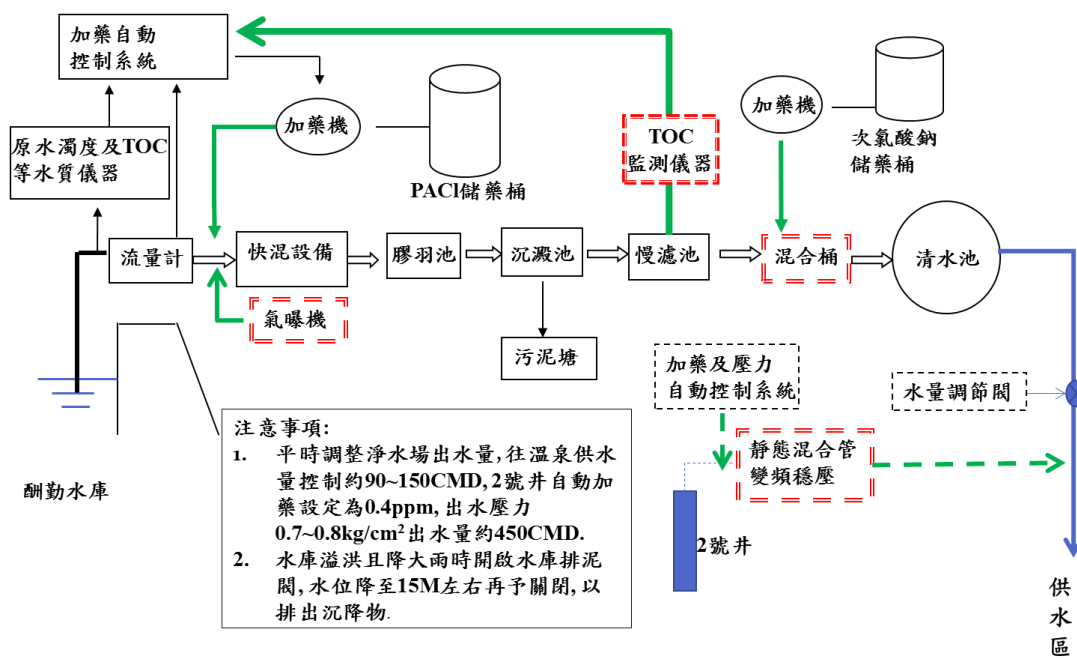 加藥自動
控制系統
加藥機
PACl儲藥桶
原水濁度及TOC
等水質儀器
TOC
監測儀器
加藥機
次氯酸鈉
儲藥桶
流量計
快混設備
膠羽池
沉澱池
慢濾池
混合桶
清水池
氣曝機
污泥塘
加藥及壓力
自動控制系統
水量調節閥
靜態混合管
變頻穩壓
2號井
酬勤水庫
注意事項:
1. 平時調整淨水場出水量,往溫泉供水
量控制約90~150CMD,2號井自動加
藥設定為0.4ppm,出水壓力
0.7~0.8kg/cm²出水量約450CMD.
2. 水庫溢洪且降大雨時開啟水庫排泥
閥,水位降至15M左右再予關閉,以
排出沉降物.
供
水
區